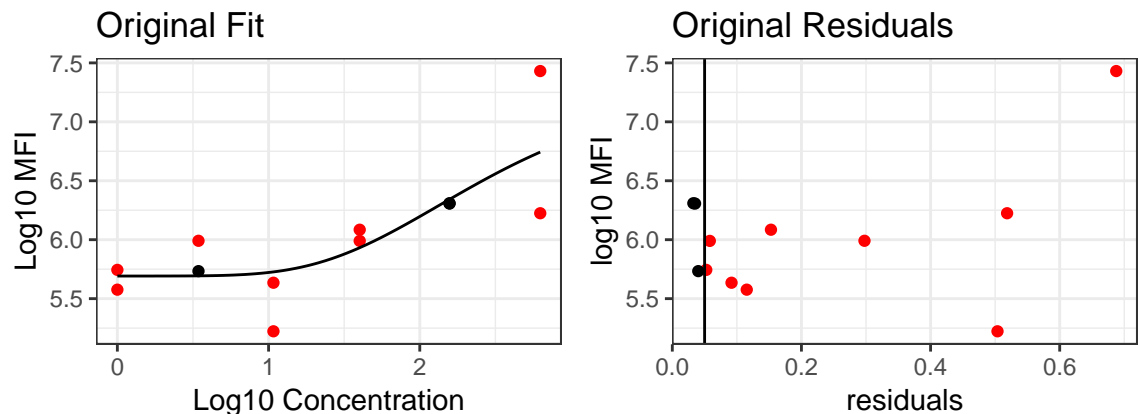 Original Fit
Log10 MFI
7.5
7.0
6.5
6.0
5.5
0
1
2
Log10 Concentration
Original Residuals
log10 MFI
7.5
7.0
6.5
6.0
5.5
0.0
0.2
0.4
0.6
residuals